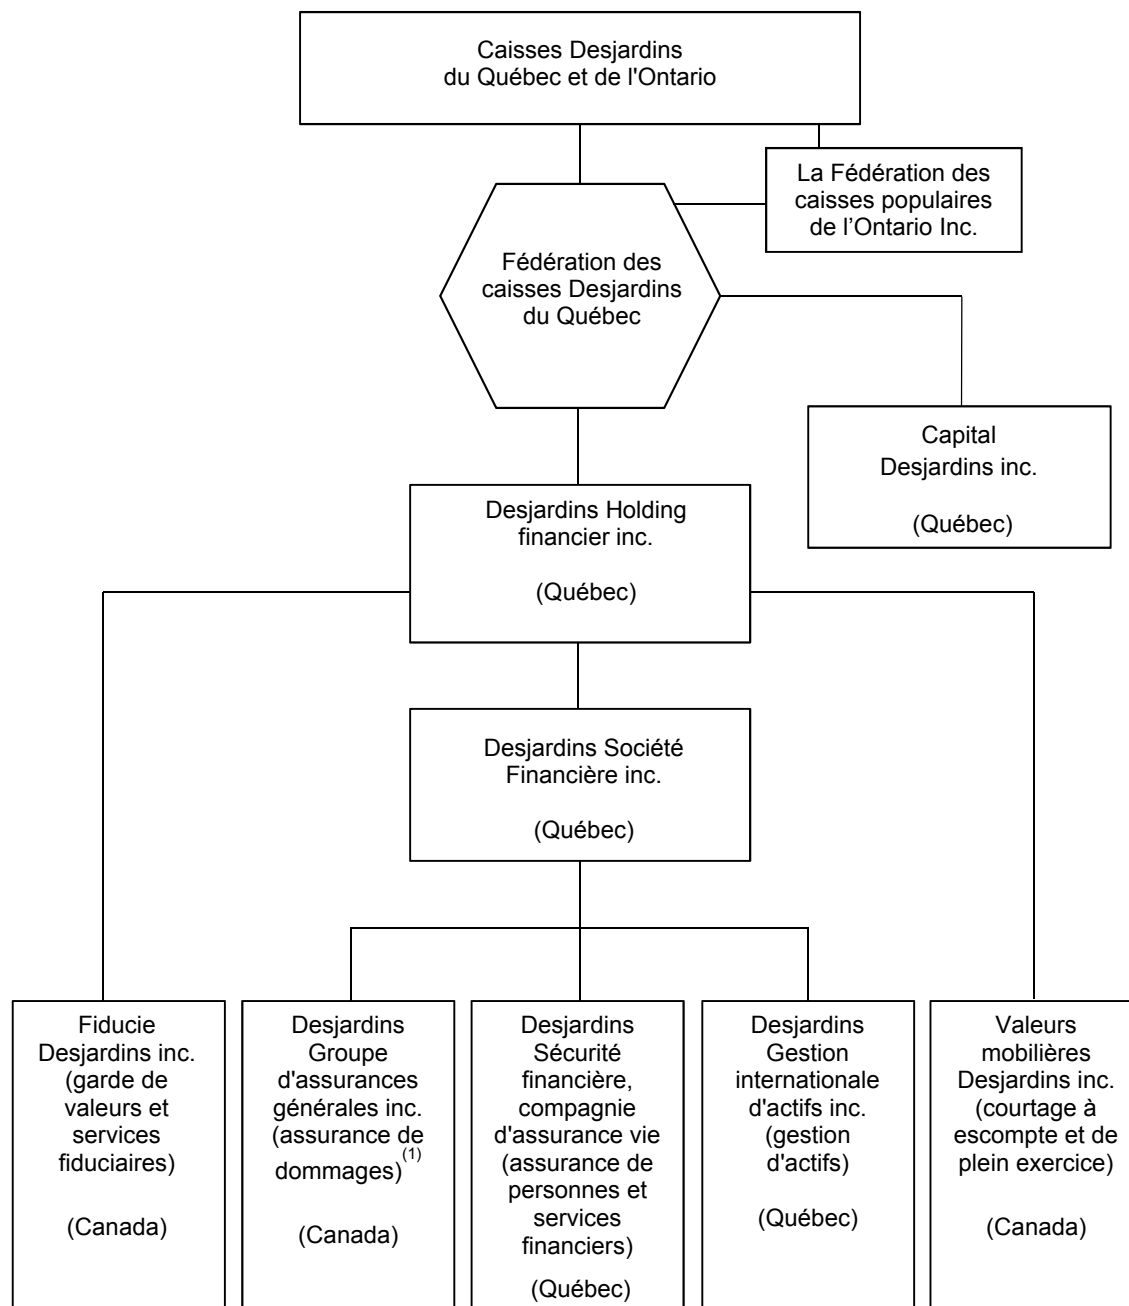 Caisses Desjardins
du Québec et de l'Ontario
La Fédération des
caisses populaires
de l’Ontario Inc.
Fédération des
caisses Desjardins
du Québec
Capital
Desjardins inc.
(Québec)
Desjardins Holding
financier inc.
(Québec)
Desjardins Société
Financière inc.
(Québec)
Fiducie
Desjardins inc.
(garde de
valeurs et
services
fiduciaires)
(Canada)
Desjardins
Groupe
d'assurances
générales inc.
(assurance de
dommages)(1)
(Canada)
Desjardins
Sécurité
financière,
compagnie
d'assurance vie
(assurance de
personnes et
services
financiers)
(Québec)
Desjardins
Gestion
internationale
d'actifs inc.
(gestion
d'actifs)
(Québec)
Valeurs
mobilières
Desjardins inc.
(courtage à
escompte et de
plein exercice)
(Canada)